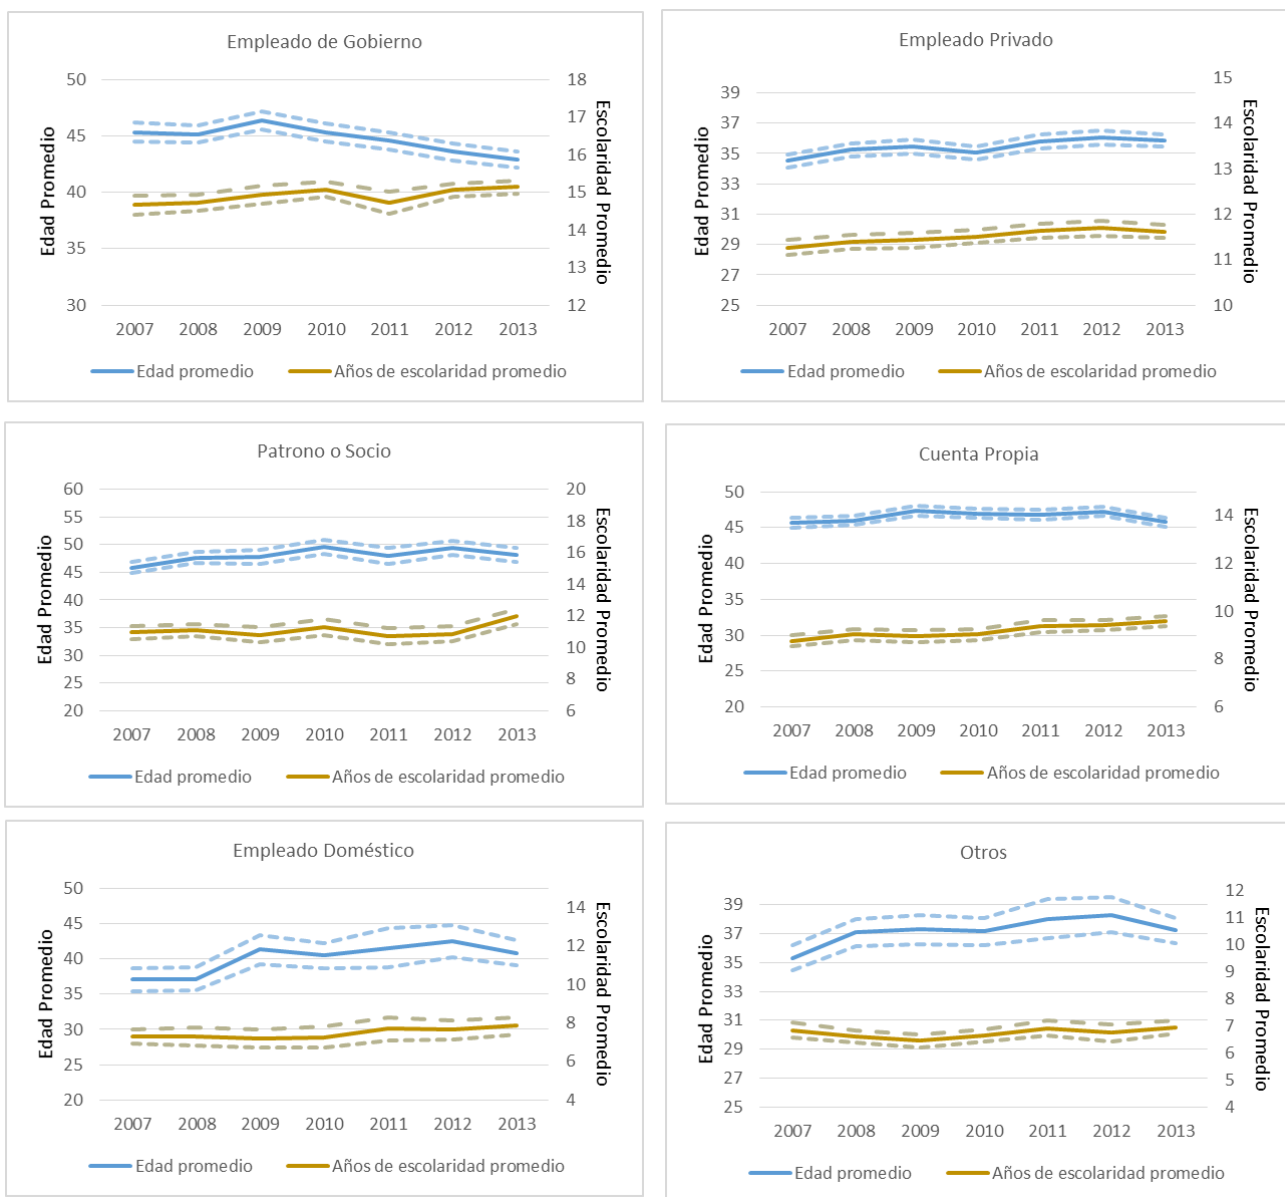 Empleado de Gobierno
Edad Promedio
50
45
40
35
30
18
17
16
15
14
13
12
Escolaridad Promedio
2007 2008 2009 2010 2011 2012 2013
Edad promedio Años de escolaridad promedio
Empleado Privado
Edad Promedio
39
37
35
33
31
29
27
25
15
14
13
12
11
10
Escolaridad Promedio
2007 2008 2009 2010 2011 2012 2013
Edad promedio Años de escolaridad promedio
Patrono o Socio
Edad Promedio
60
55
50
45
40
35
30
25
20
20
18
16
14
12
10
8
6
Escolaridad Promedio
2007 2008 2009 2010 2011 2012 2013
Edad promedio Años de escolaridad promedio
Cuenta Propia
Edad Promedio
50
45
40
35
30
25
20
14
12
10
8
6
Escolaridad Promedio
2007 2008 2009 2010 2011 2012 2013
Edad promedio Años de escolaridad promedio
Empleado Doméstico
Edad Promedio
50
45
40
35
30
25
20
14
12
10
8
6
4
Escolaridad Promedio
2007 2008 2009 2010 2011 2012 2013
Edad promedio Años de escolaridad promedio
Otros
Edad Promedio
39
37
35
33
31
29
27
25
12
11
10
9
8
7
6
5
4
Escolaridad Promedio
2007 2008 2009 2010 2011 2012 2013
Edad promedio Años de escolaridad promedio